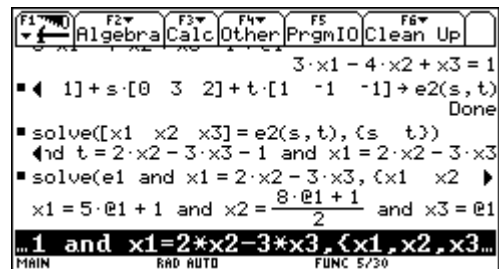 F1 F2 F3 F4 F5 F6
Algebra Calc Other PrgmIO Clean Up
3·x1 - 4·x2 + x3 = 1
1] + s·[0 3 2] + t·[1 -1 -1] → e2(s,t)
Done
solve([x1 x2 x3] = e2(s,t), {s t})
nd t = 2·x2 - 3·x3 - 1 and x1 = 2·x2 - 3·x3
solve(e1 and x1 = 2·x2 - 3·x3, {x1 x2
x1 = 5·@1 + 1 and x2 = (8·@1 + 1)/2 and x3 = @1
…1 and x1=2*x2-3*x3,{x1,x2,x3…
MAIN RAD AUTO FUNC 5/30